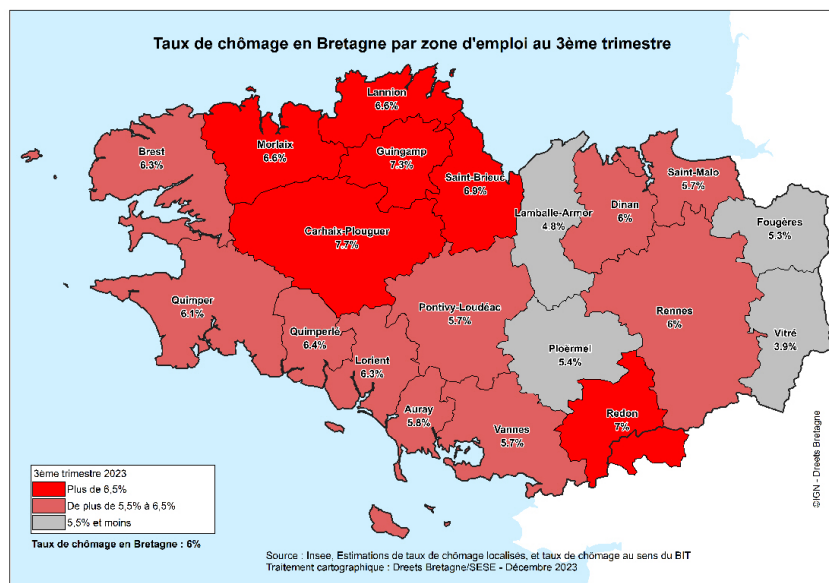 Taux de chômage en Bretagne par zone d'emploi au 3ème trimestre
Lannion
6.6%
Brest
6.3%
Morlaix
6.6%
Guingamp
7.3%
Saint-Brieuc
6.9%
Saint-Malo
5.7%
Lamballe-Armor
4.8%
Dinan
6%
Fougères
5.3%
Carhaix-Plouguer
7.7%
Quimper
6.1%
Pontivy-Loudéac
5.7%
Rennes
6%
Vitré
3.9%
Quimperlé
6.4%
Lorient
6.3%
Ploërmel
5.4%
Auray
5.8%
Vannes
5.7%
Redon
7%
3ème trimestre 2023
Plus de 6,5%
De plus de 5,5% à 6,5%
5,5% et moins
Taux de chômage en Bretagne : 6%
Source : Insee, Estimations de taux de chômage localisés, et taux de chômage au sens du BIT
Traitement cartographique : Dreets Bretagne/SESE - Décembre 2023
©IGN - Dreets Bretagne